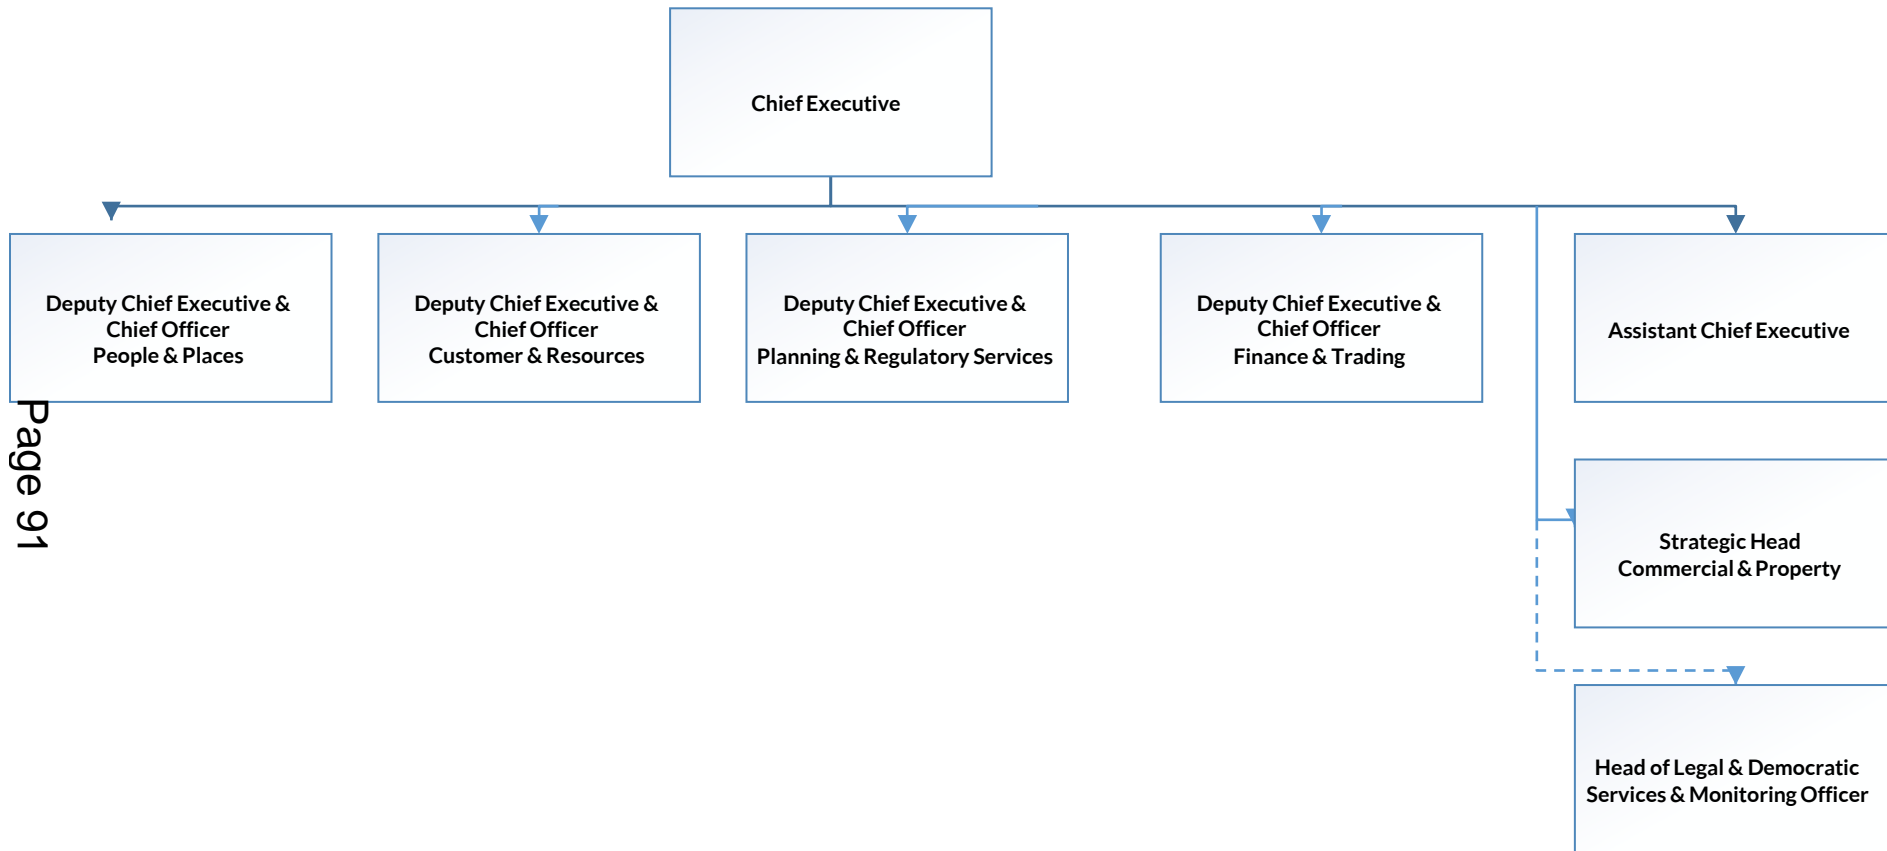 Chief Executive
Deputy Chief Executive &
Chief Officer
People & Places
Deputy Chief Executive &
Chief Officer
Customer & Resources
Deputy Chief Executive &
Chief Officer
Planning & Regulatory Services
Deputy Chief Executive &
Chief Officer
Finance & Trading
Assistant Chief Executive
Strategic Head
Commercial & Property
Head of Legal & Democratic
Services & Monitoring Officer
Page 91